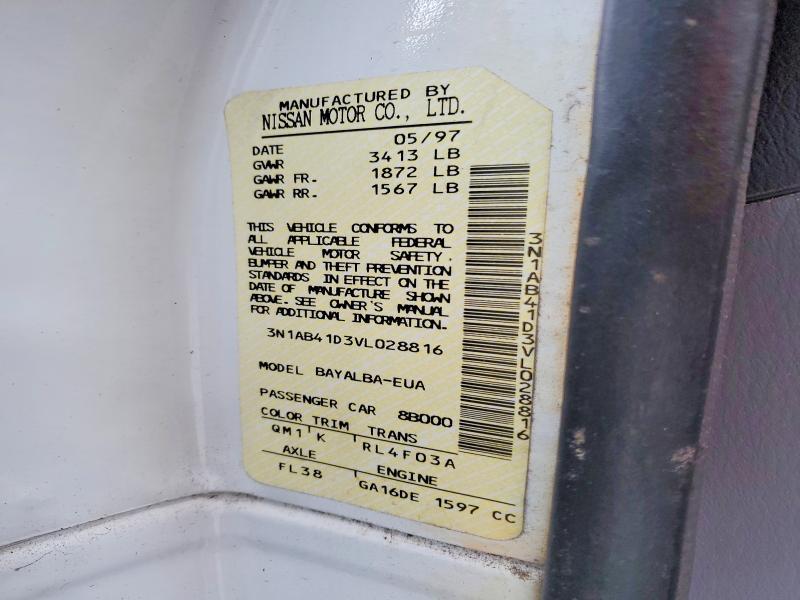 MANUFACTURED BY
NISSAN MOTOR CO., LTD.
DATE 05/97
GVWR 3413 LB
GAWR FR. 1872 LB
GAWR RR. 1567 LB
THIS VEHICLE CONFORMS TO
ALL APPLICABLE FEDERAL
VEHICLE MOTOR SAFETY.
BUMPER AND THEFT PREVENTION
STANDARDS IN EFFECT ON THE
DATE OF MANUFACTURE SHOWN
ABOVE. SEE OWNER'S MANUAL
FOR ADDITIONAL INFORMATION.
3N1AB41D3VL028816
MODEL BAYALBA-EUA
PASSENGER CAR 8B000
COLOR TRIM TRANS
QM1 K RL4F03A
AXLE ENGINE
FL38 GA16DE 1597 CC
3N1AB41D3VL028816